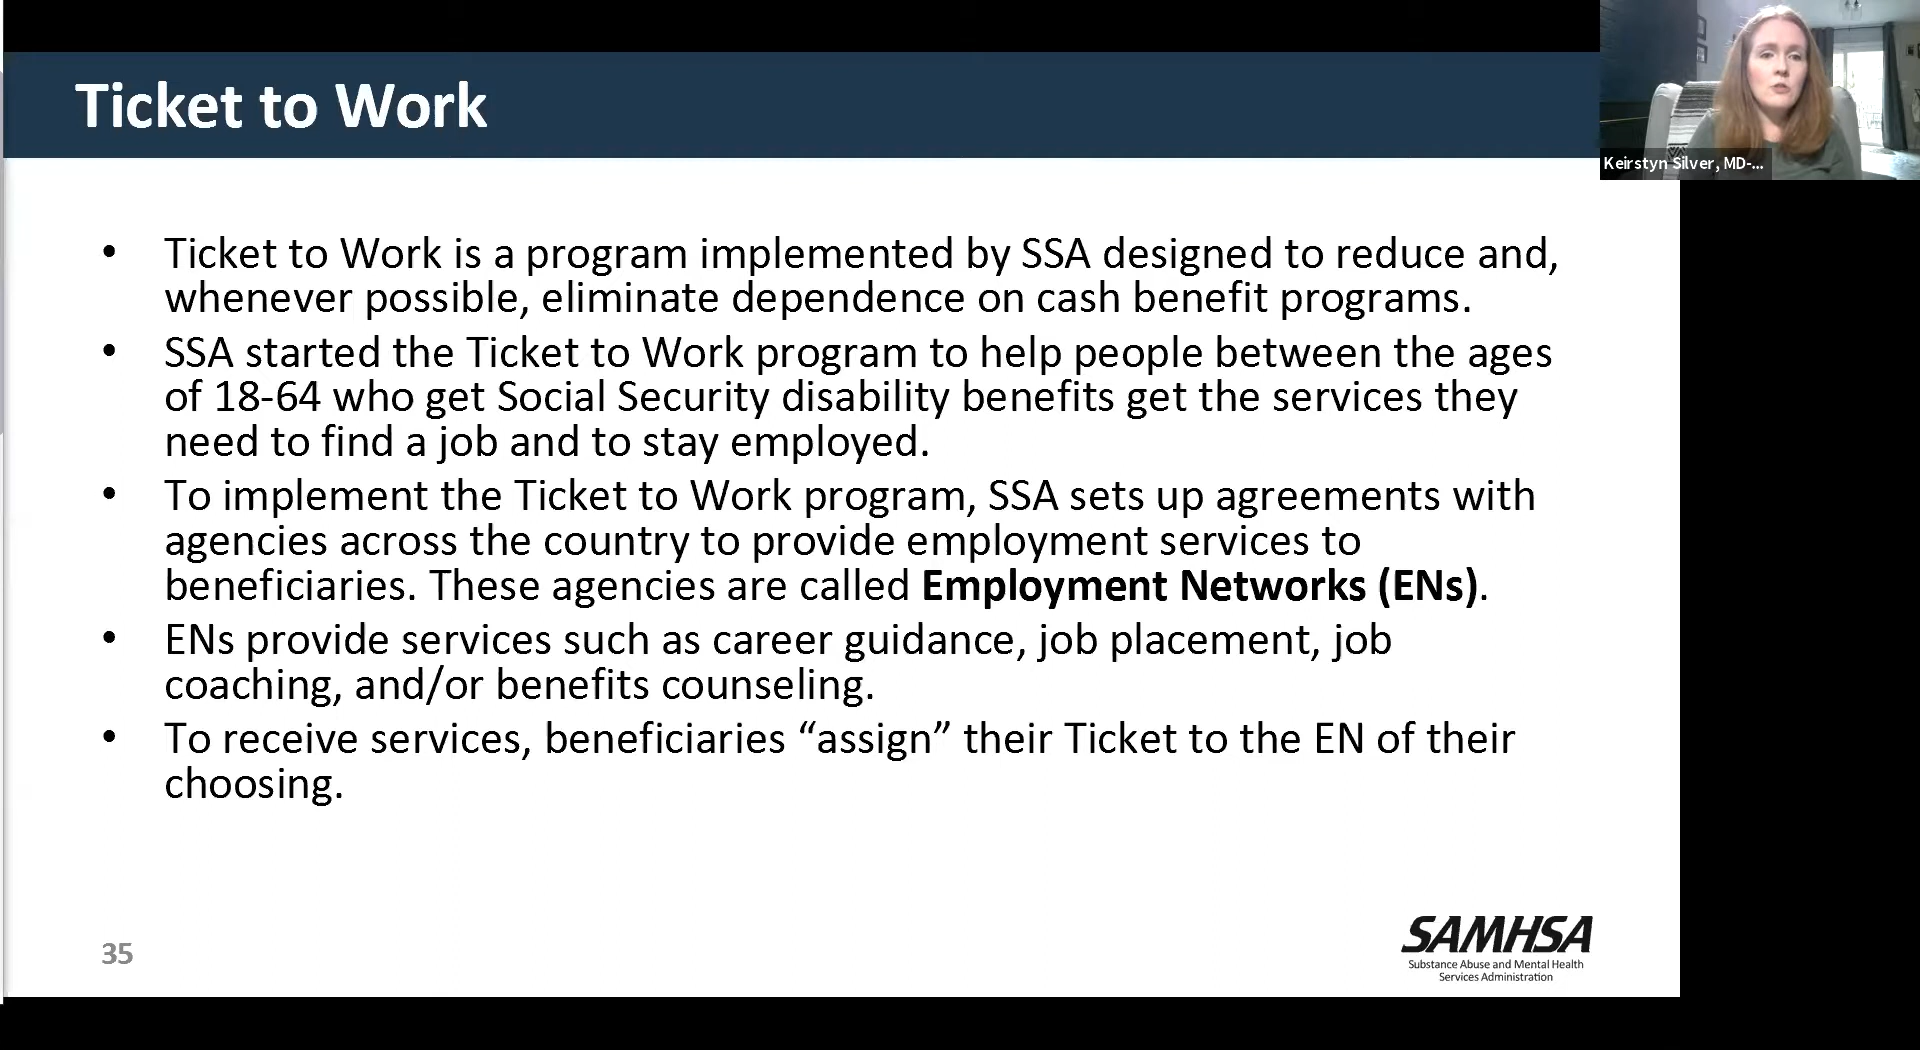 Ticket to Work
Keirstyn Silver, MD-...
• Ticket to Work is a program implemented by SSA designed to reduce and,
whenever possible, eliminate dependence on cash benefit programs.
• SSA started the Ticket to Work program to help people between the ages
of 18-64 who get Social Security disability benefits get the services they
need to find a job and to stay employed.
• To implement the Ticket to Work program, SSA sets up agreements with
agencies across the country to provide employment services to
beneficiaries. These agencies are called Employment Networks (ENs).
• ENs provide services such as career guidance, job placement, job
coaching, and/or benefits counseling.
• To receive services, beneficiaries “assign” their Ticket to the EN of their
choosing.
35
SAMHSA
Substance Abuse and Mental Health
Services Administration